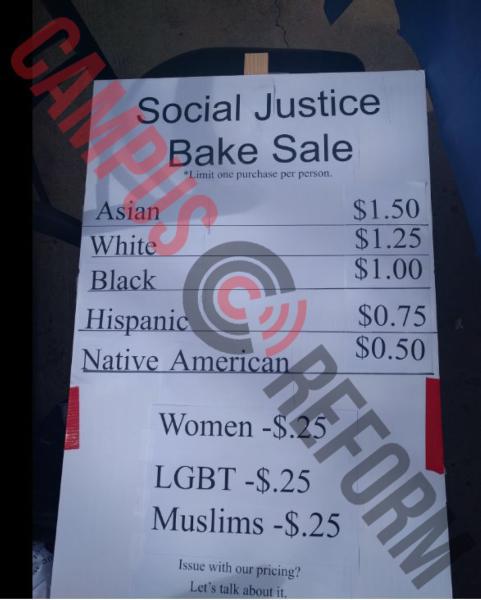 Social Justice
Bake Sale
*Limit one purchase per person.
Asian $1.50
White $1.25
Black $1.00
Hispanic $0.75
Native American $0.50
Women -$.25
LGBT -$.25
Muslims -$.25
Issue with our pricing?
Let's talk about it.
CAMPUS REFORM